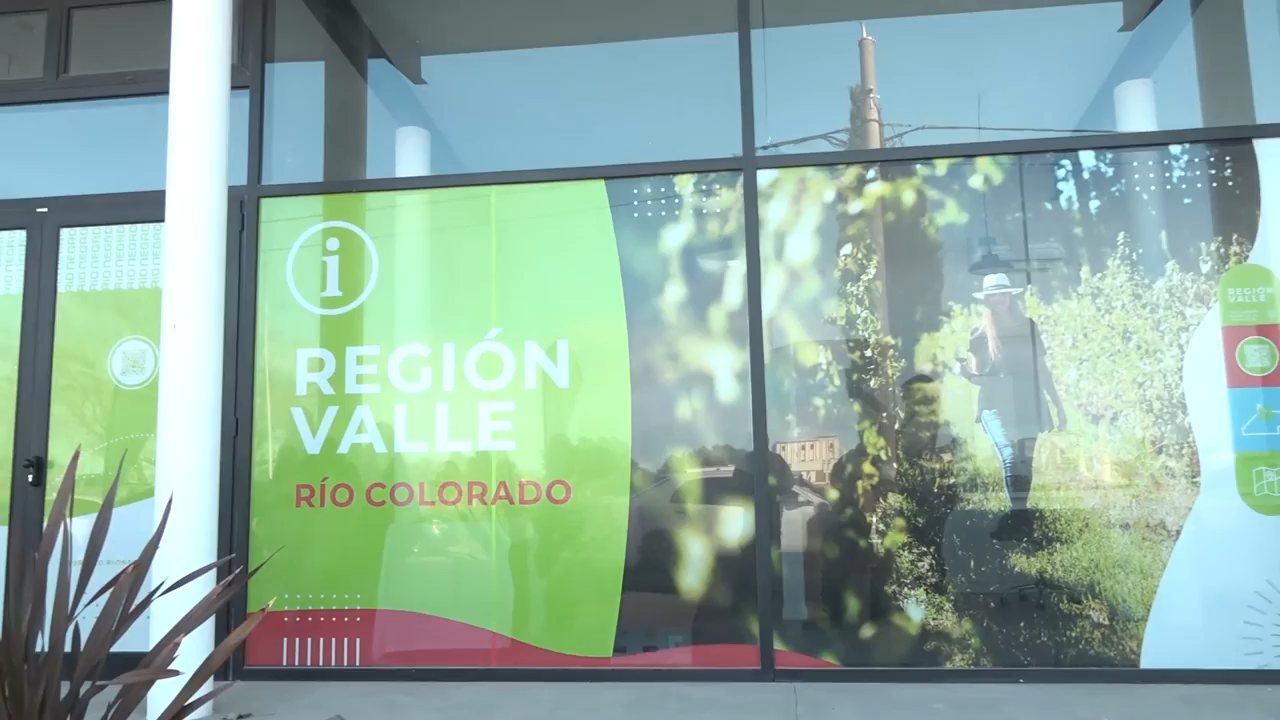 RÍO NEGRO
i
REGIÓN
VALLE
RÍO COLORADO
REGIÓN
VALLE